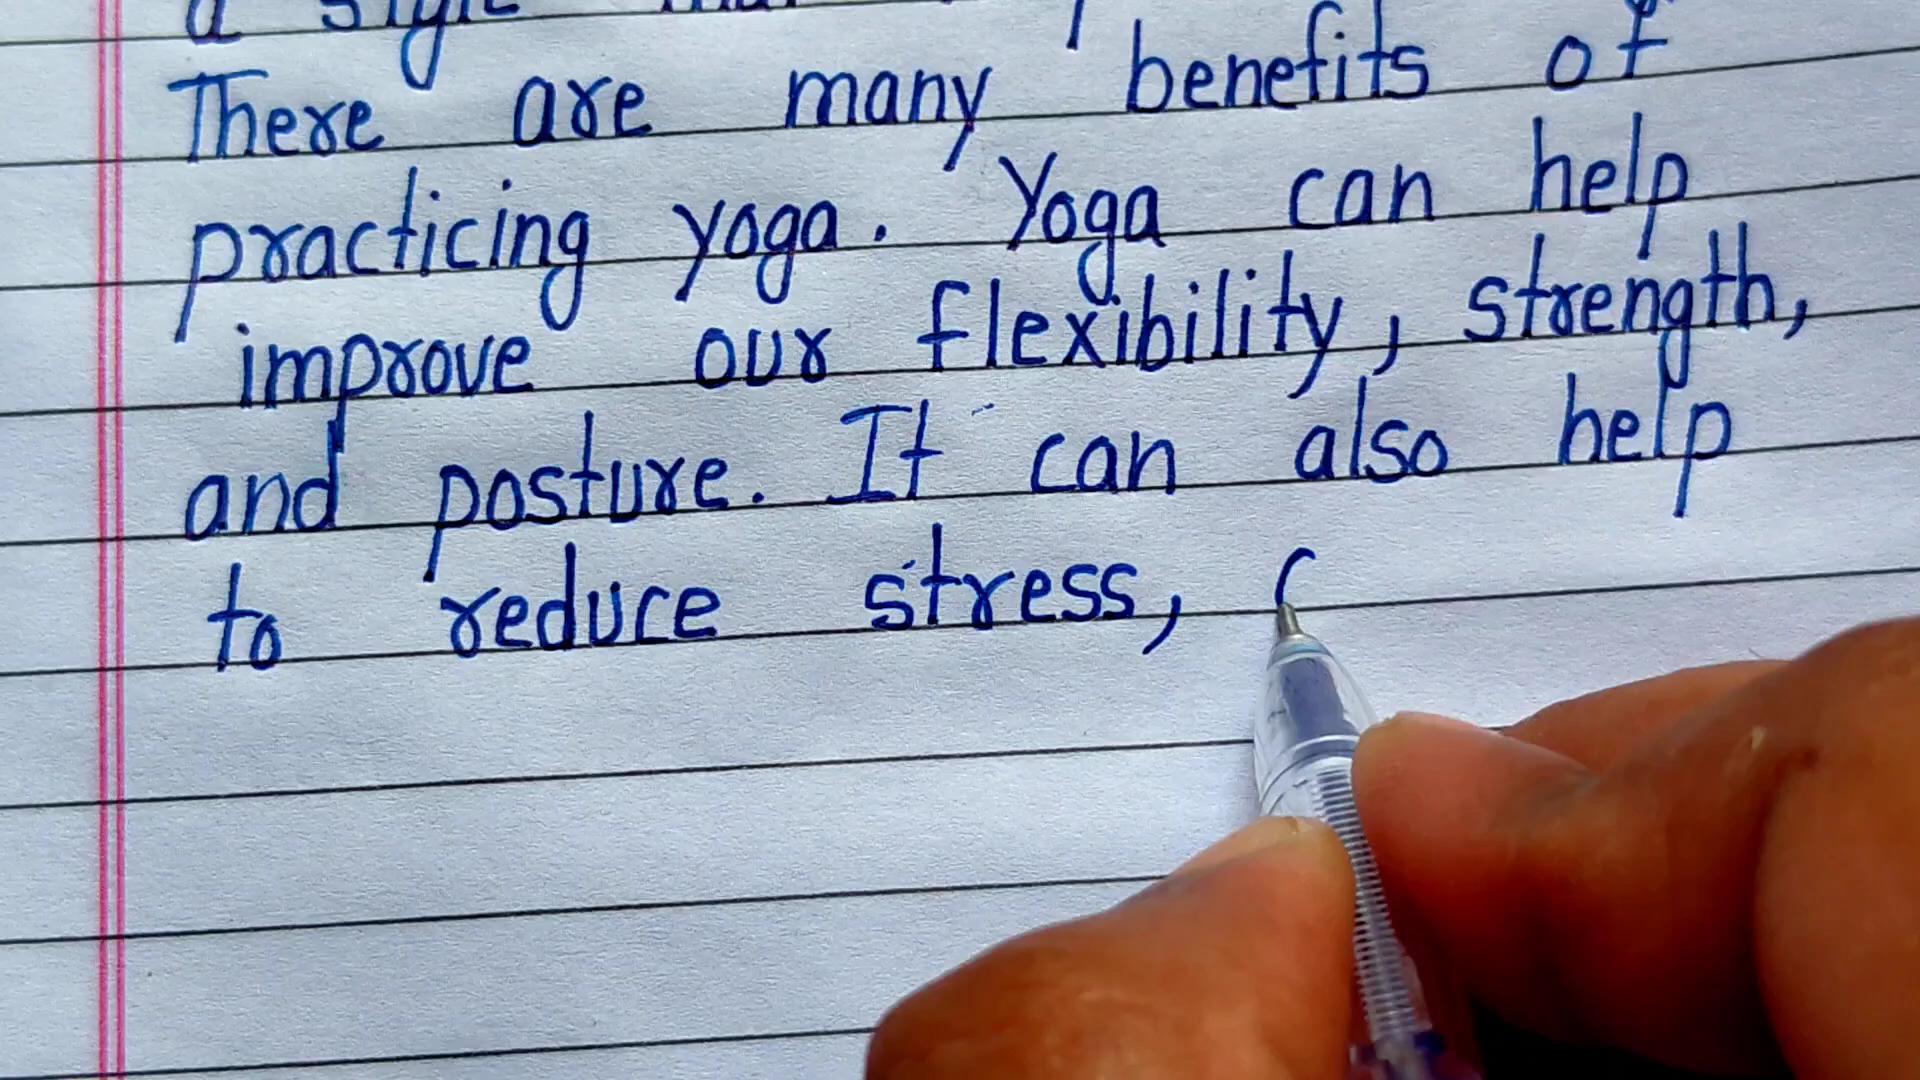 a style
There are many benefits of
practicing yoga. Yoga can help
improve our flexibility, strength,
and posture. It can also help
to reduce stress,